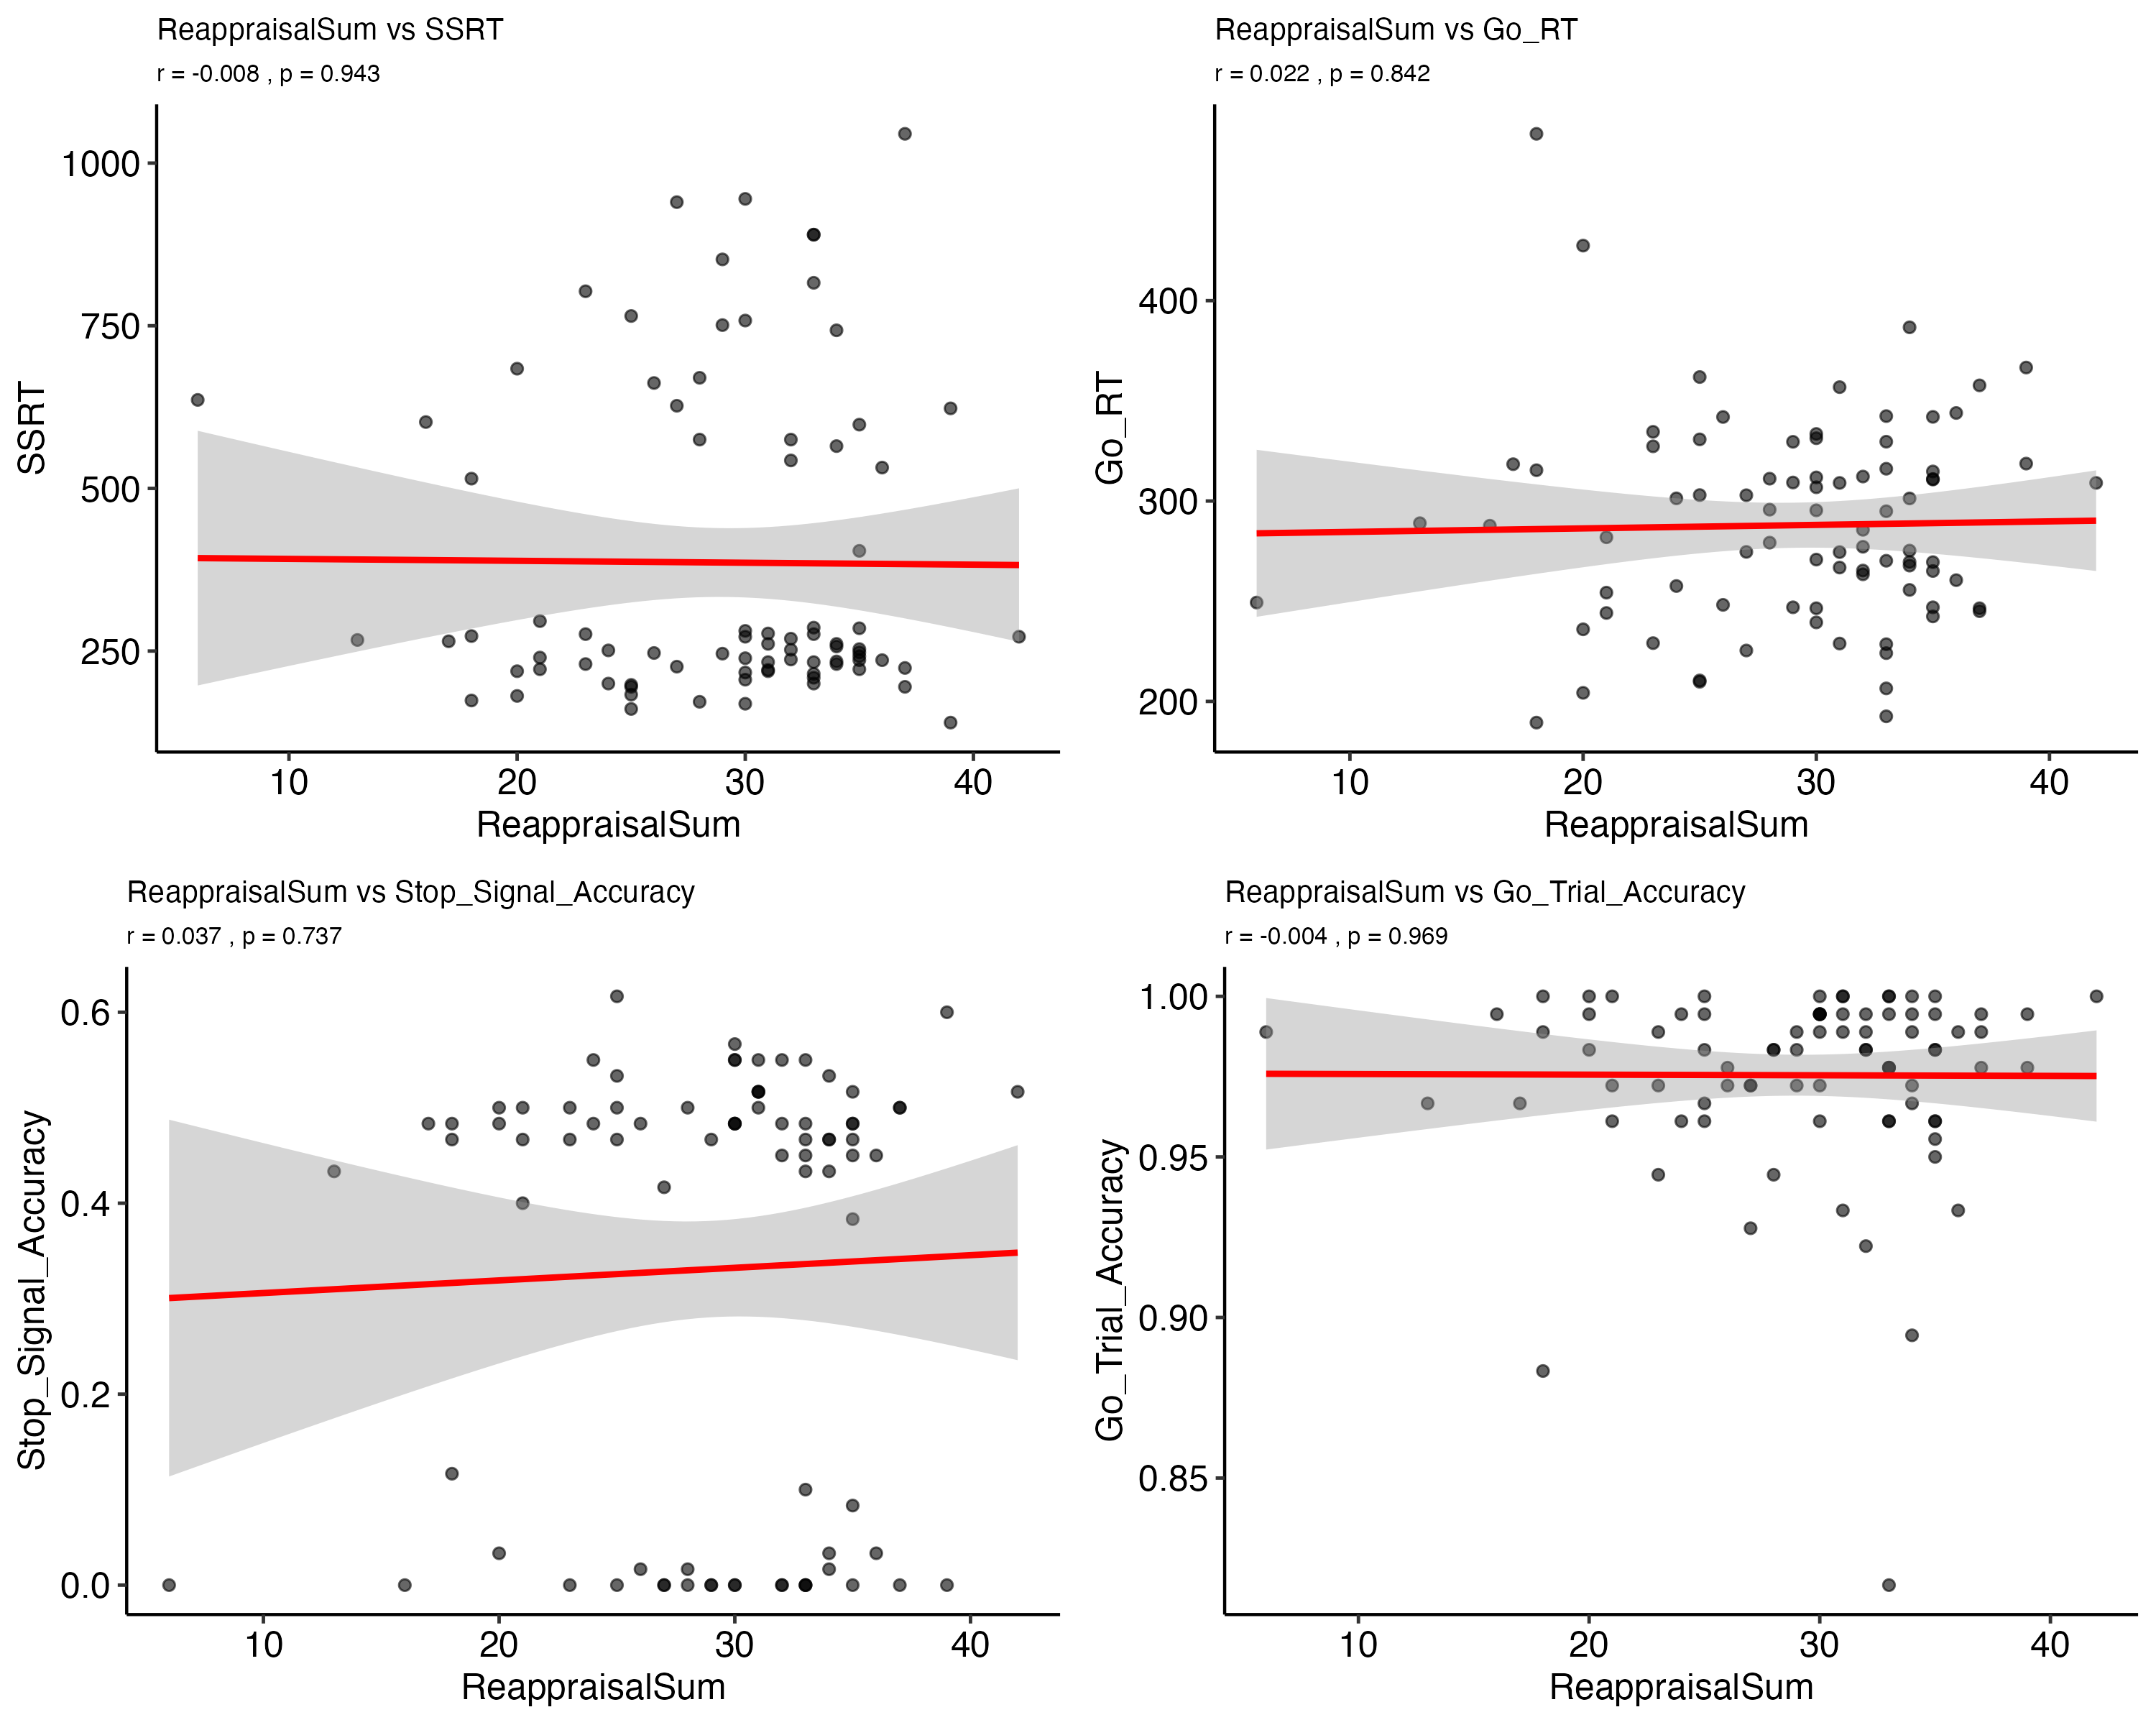 ReappraisalSum vs SSRT
r = -0.008 , p = 0.943
1000
750
500
250
SSRT
10 20 30 40
ReappraisalSum
ReappraisalSum vs Go_RT
r = 0.022 , p = 0.842
400
300
200
Go_RT
10 20 30 40
ReappraisalSum
ReappraisalSum vs Stop_Signal_Accuracy
r = 0.037 , p = 0.737
0.6
0.4
0.2
0.0
Stop_Signal_Accuracy
10 20 30 40
ReappraisalSum
ReappraisalSum vs Go_Trial_Accuracy
r = -0.004 , p = 0.969
1.00
0.95
0.90
0.85
Go_Trial_Accuracy
10 20 30 40
ReappraisalSum